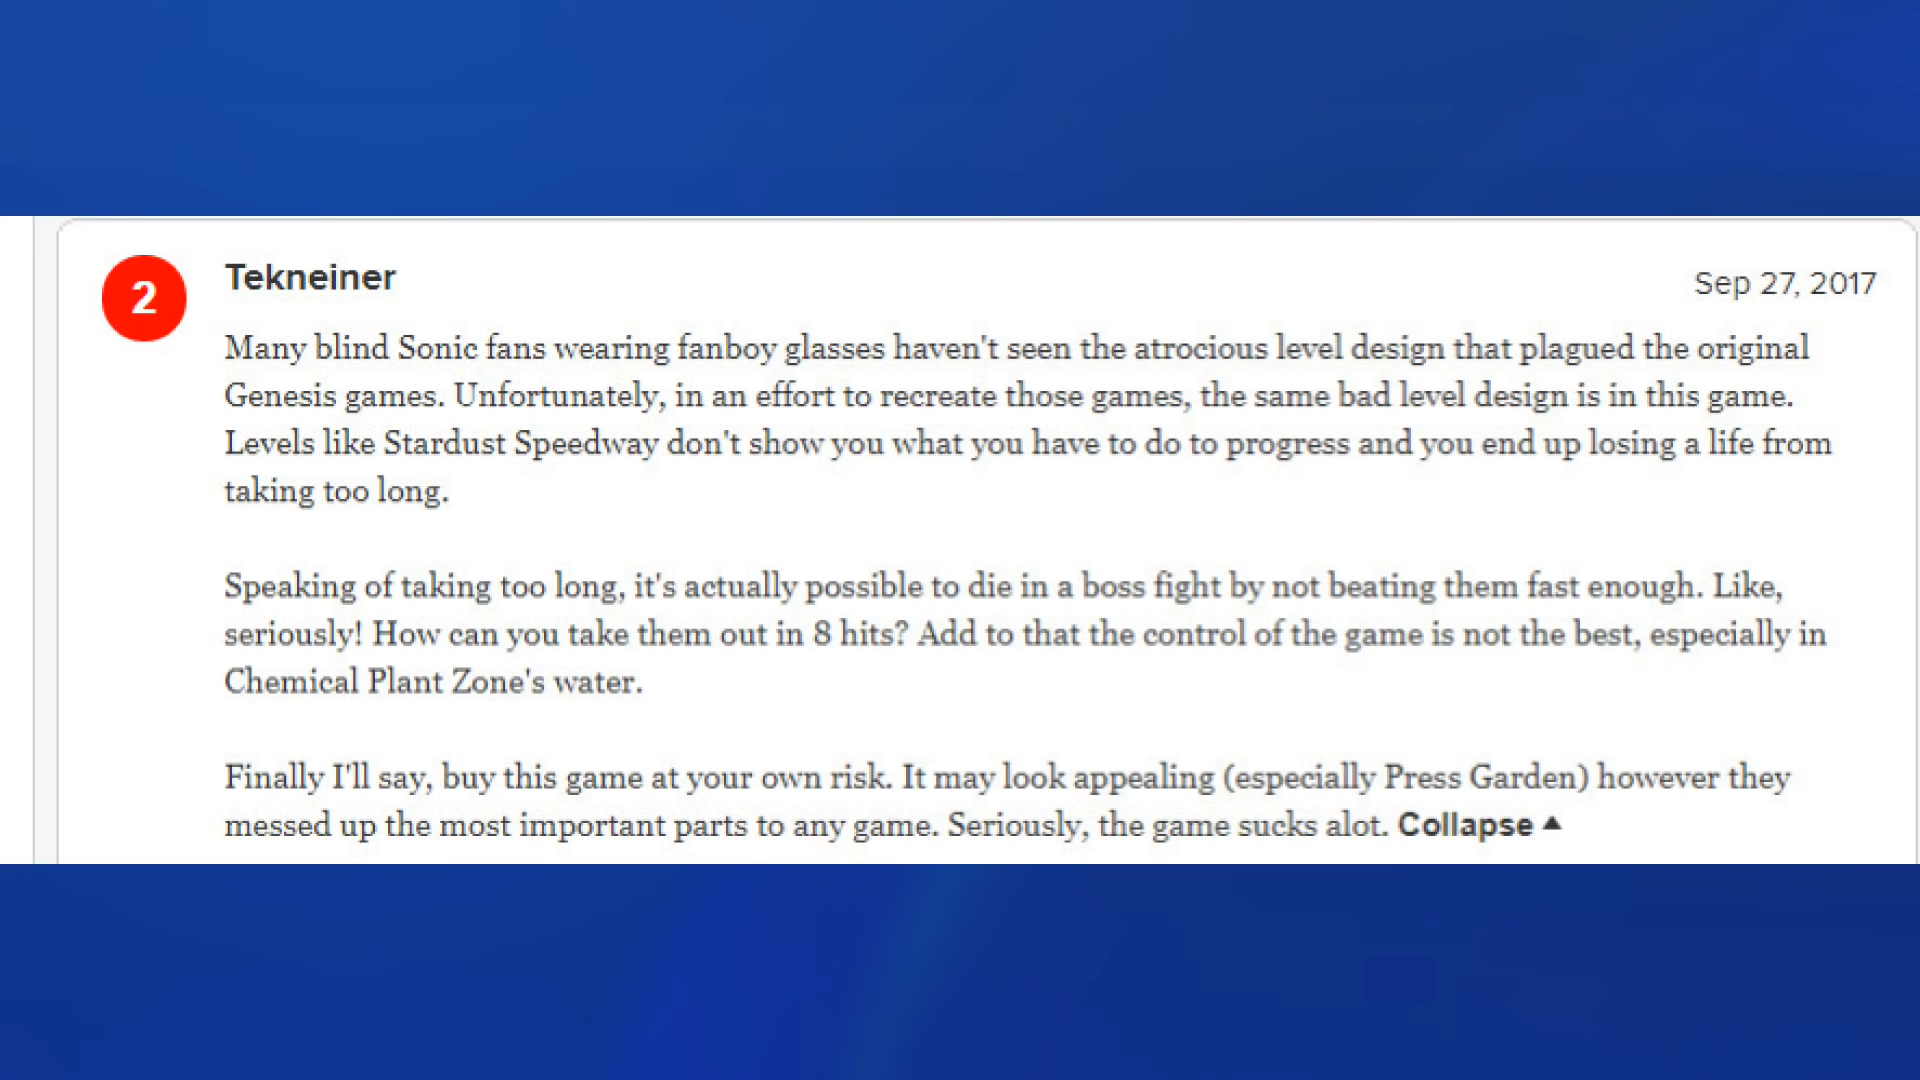 2
Tekneiner
Sep 27, 2017
Many blind Sonic fans wearing fanboy glasses haven't seen the atrocious level design that plagued the original
Genesis games. Unfortunately, in an effort to recreate those games, the same bad level design is in this game.
Levels like Stardust Speedway don't show you what you have to do to progress and you end up losing a life from
taking too long.
Speaking of taking too long, it's actually possible to die in a boss fight by not beating them fast enough. Like,
seriously! How can you take them out in 8 hits? Add to that the control of the game is not the best, especially in
Chemical Plant Zone's water.
Finally I'll say, buy this game at your own risk. It may look appealing (especially Press Garden) however they
messed up the most important parts to any game. Seriously, the game sucks alot. Collapse ▲